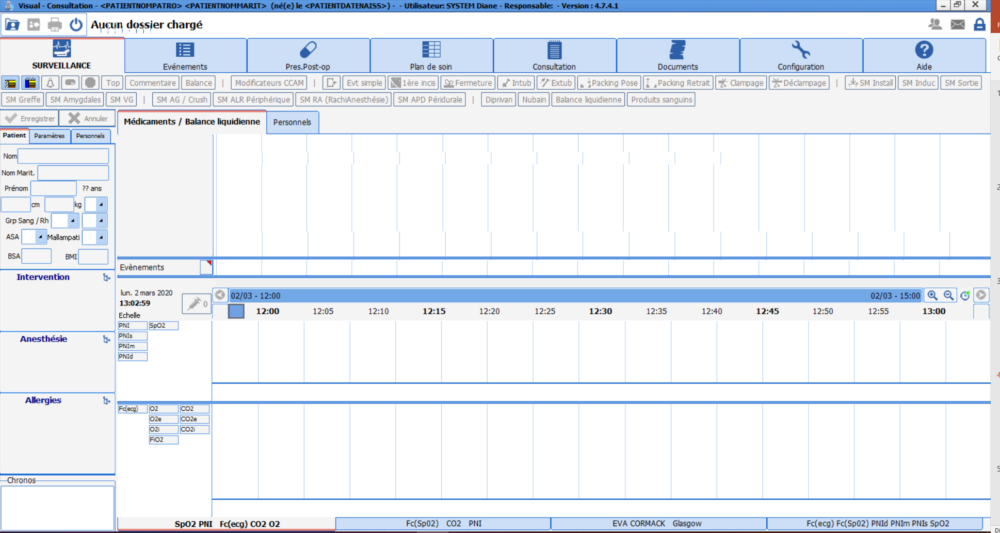 Visual - Consultation - <PATIENTNOMPATRO> <PATIENTNOMMARIT> (né(e) le <PATIENTDATENAISS>) - - Utilisateur: SYSTEM Diane - Responsable: - Version : 4.7.4.1
Aucun dossier chargé
SURVEILLANCE
Evénements
Pres.Post-op
Plan de soin
Consultation
Documents
Configuration
Aide
Top Commentaire Balance | Modificateurs CCAM | Evt simple 1ère incis Fermeture Intub Extub Packing Pose Packing Retrait Clampage Déclampage | SM Install SM Induc SM Sortie
SM Greffe SM Amygdales SM VG | SM AG / Crush SM ALR Périphérique SM RA (RachiAnesthésie) SM APD Péridurale | Diprivan Nubain Balance liquidienne Produits sanguins
Enregistrer Annuler
Médicaments / Balance liquidienne Personnels
Patient Paramètres Personnels
Nom
Nom Marit.
Prénom ?? ans
cm kg
Grp Sang / Rh
ASA Mallampati
BSA BMI
Intervention
Anesthésie
Allergies
Chronos
Evènements
lun. 2 mars 2020
13:02:59
Echelle
0
02/03 - 12:00 02/03 - 15:00
12:00 12:05 12:10 12:15 12:20 12:25 12:30 12:35 12:40 12:45 12:50 12:55 13:00
PNI SpO2
PNIs
PNIm
PNId
Fc(ecg) O2 CO2
O2e CO2e
O2i CO2i
FiO2
SpO2 PNI Fc(ecg) CO2 O2
Fc(Sp02) CO2 PNI
EVA CORMACK Glasgow
Fc(ecg) Fc(Sp02) PNId PNIm PNIs SpO2
1
2
3
4
5